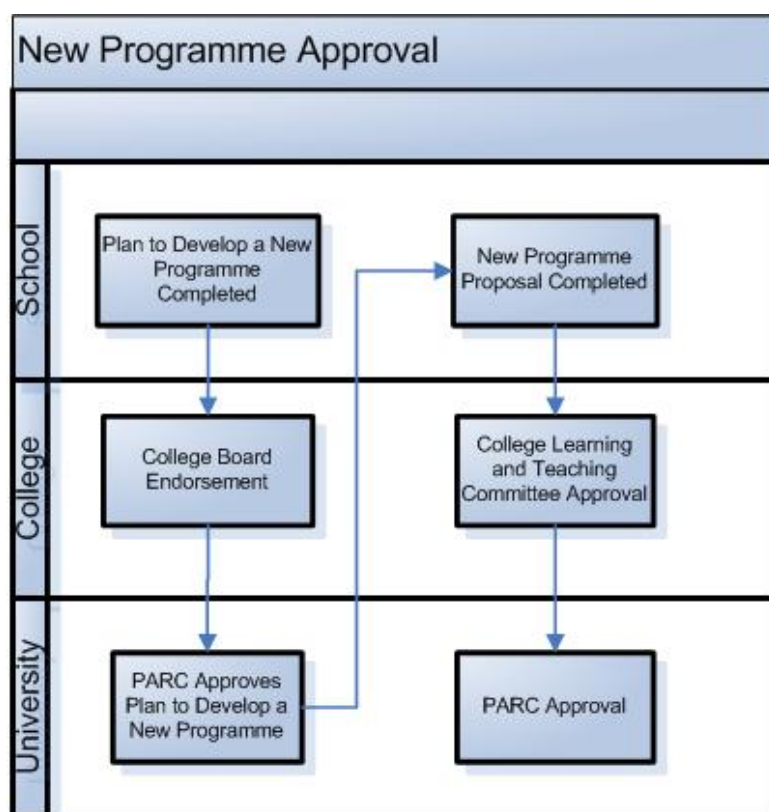 New Programme Approval
School
Plan to Develop a New
Programme
Completed
New Programme
Proposal Completed
College
College Board
Endorsement
College Learning
and Teaching
Committee Approval
University
PARC Approves
Plan to Develop a
New Programme
PARC Approval